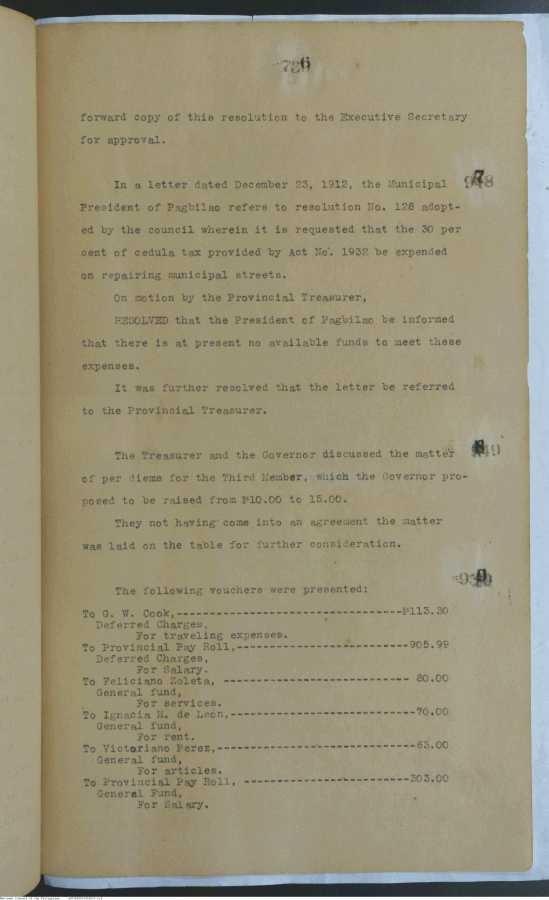 forward copy of this resolution to the Executive Secretary
for approval.
In a letter dated December 23, 1912, the Municipal
President of Pagbilao refers to resolution No. 128 adopt-
ed by the council wherein it is requested that the 30 per
cent of cedula tax provided by Act No. 1932 be expended
on repairing municipal streets.
On motion by the Provincial Treasurer,
RESOLVED that the President of Pagbilao be informed
that there is at present no available funds to meet these
expenses.
It was further resolved that the letter be referred
to the Provincial Treasurer.
The Treasurer and the Governor discussed the matter
of per diems for the Third Member, which the Governor pro-
posed to be raised from ₱10.00 to 15.00.
They not having come into an agreement the matter
was laid on the table for further consideration.
The following vouchers were presented:
To G. W. Cook,---------------------------------₱113.30
Deferred Charges,
For traveling expenses.
To Provincial Pay Roll,-------------------------905.99
Deferred Charges,
For Salary.
To Feliciano Zoleta, --------------------------- 80.00
General fund,
For services.
To Ignacia M. de Leon,---------------------------70.00
General fund,
For rent.
To Victoriano Perez,-----------------------------63.00
General fund,
For articles.
To Provincial Pay Roll, ------------------------303.00
General Fund,
For Salary.